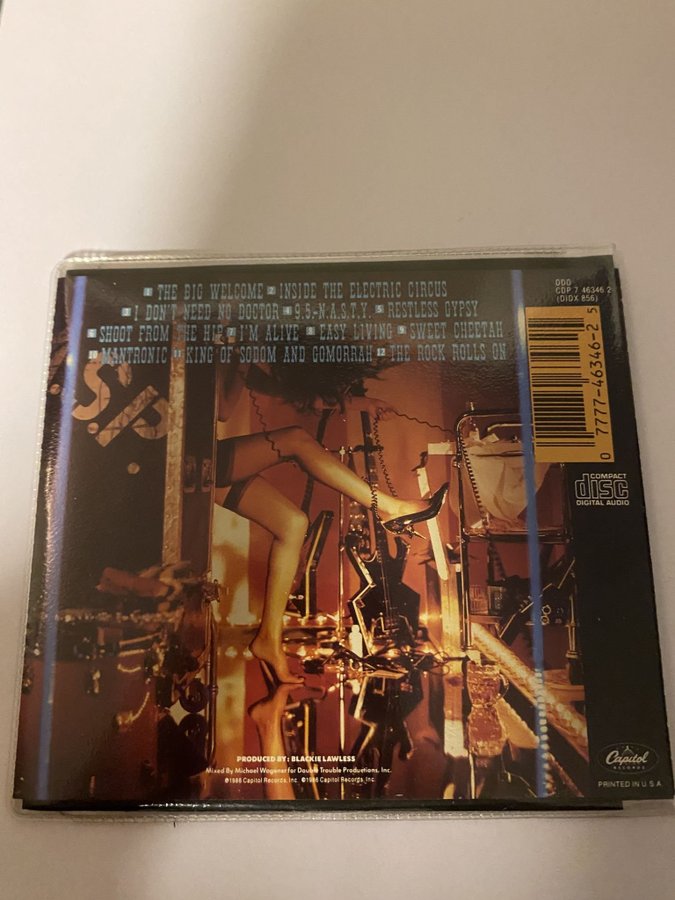 1 THE BIG WELCOME 2 INSIDE THE ELECTRIC CIRCUS
3 I DON'T NEED NO DOCTOR 4 9.5.-N.A.S.T.Y. 5 RESTLESS GYPSY
6 SHOOT FROM THE HIP 7 I'M ALIVE 8 EASY LIVING 9 SWEET CHEETAH
10 MANTRONIC 11 KING OF SODOM AND GOMORRAH 12 THE ROCK ROLLS ON
DDD
CDP 7 46346 2
(DIDX 856)
0 7777-46346-2 5
COMPACT
disc
DIGITAL AUDIO
S.P.
PRODUCED BY: BLACKIE LAWLESS
Mixed By Michael Wagener for Double Trouble Productions, Inc.
©1986 Capitol Records, Inc. ℗1986 Capitol Records Inc.
Capitol
RECORDS
PRINTED IN U.S.A